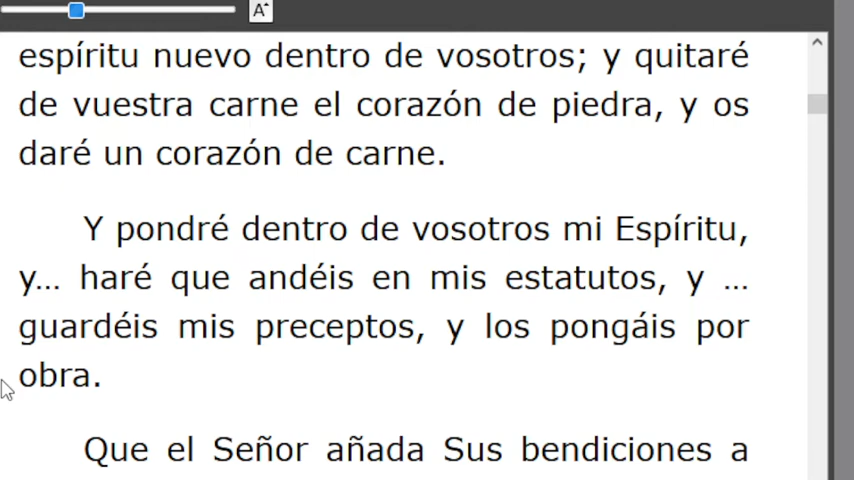 A
espíritu nuevo dentro de vosotros; y quitaré
de vuestra carne el corazón de piedra, y os
daré un corazón de carne.
Y pondré dentro de vosotros mi Espíritu,
y... haré que andéis en mis estatutos, y ...
guardéis mis preceptos, y los pongáis por
obra.
Que el Señor añada Sus bendiciones a